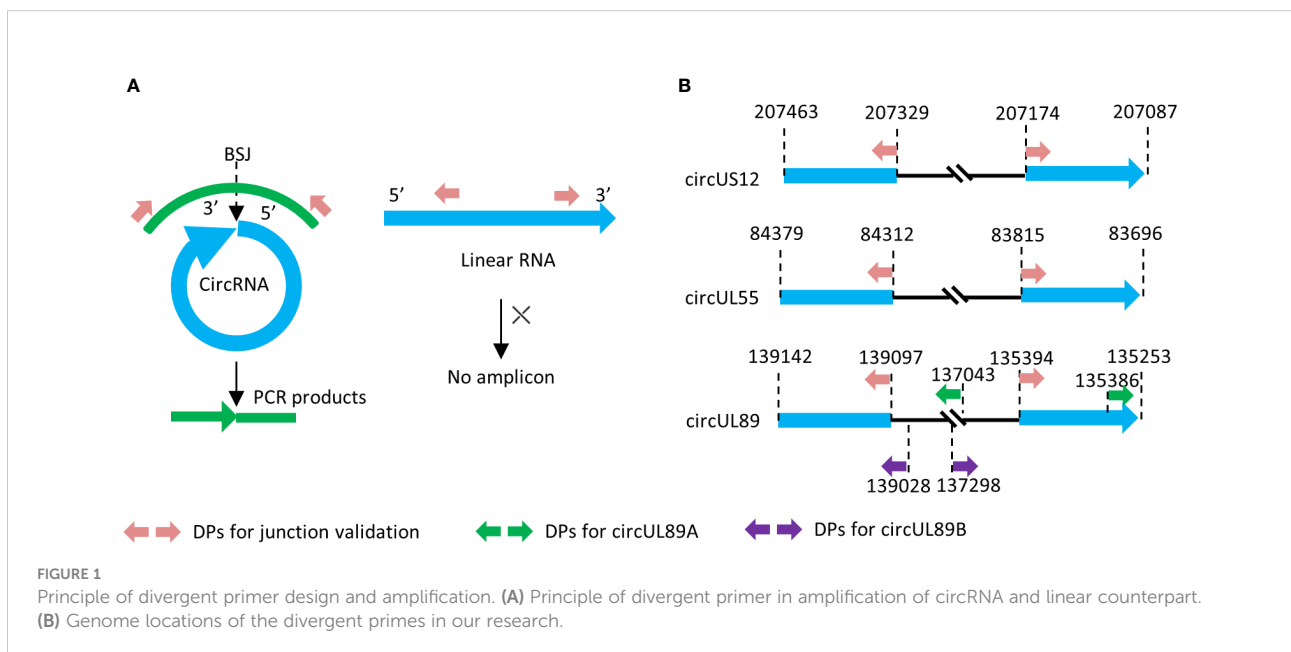 A
BSJ
3’ 5’
CircRNA
PCR products
5’ 3’
Linear RNA
No amplicon
B
207463 207329 207174 207087
circUS12
84379 84312 83815 83696
circUL55
139142 139097 137043 135394 135386 135253
circUL89
139028 137298
DPs for junction validation DPs for circUL89A DPs for circUL89B
FIGURE 1
Principle of divergent primer design and amplification. (A) Principle of divergent primer in amplification of circRNA and linear counterpart.
(B) Genome locations of the divergent primes in our research.